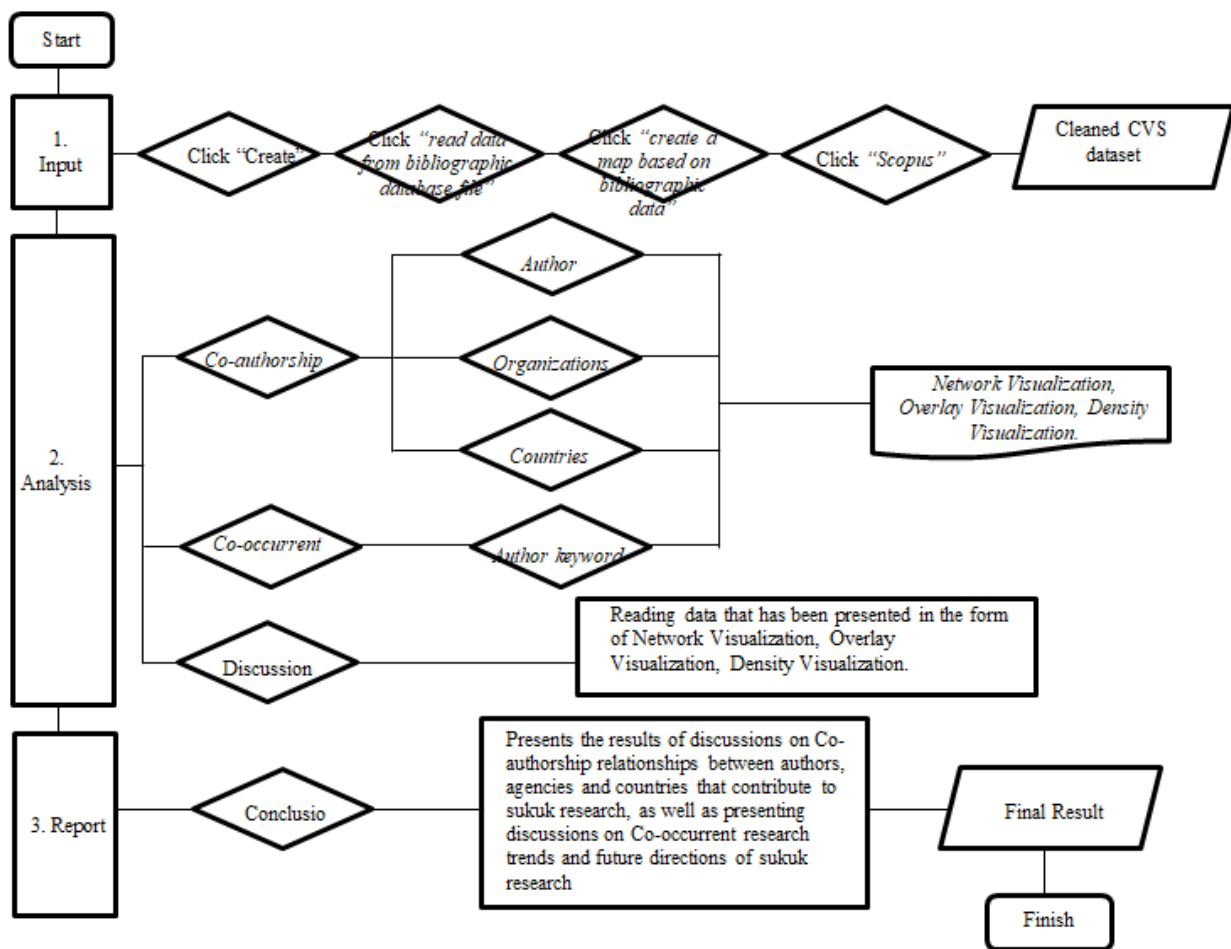 Start
1.
Input
Click “Create”
Click “read data
from bibliographic
database file”
Click “create a
map based on
bibliographic
data”
Click “Scopus”
Cleaned CVS
dataset
2.
Analysis
Co-authorship
Author
Organizations
Countries
Network Visualization,
Overlay Visualization, Density
Visualization.
Co-occurrent
Author keyword
Discussion
Reading data that has been presented in the form
of Network Visualization, Overlay
Visualization, Density Visualization.
3. Report
Conclusio
Presents the results of discussions on Co-
authorship relationships between authors,
agencies and countries that contribute to
sukuk research, as well as presenting
discussions on Co-occurrent research
trends and future directions of sukuk
research
Final Result
Finish